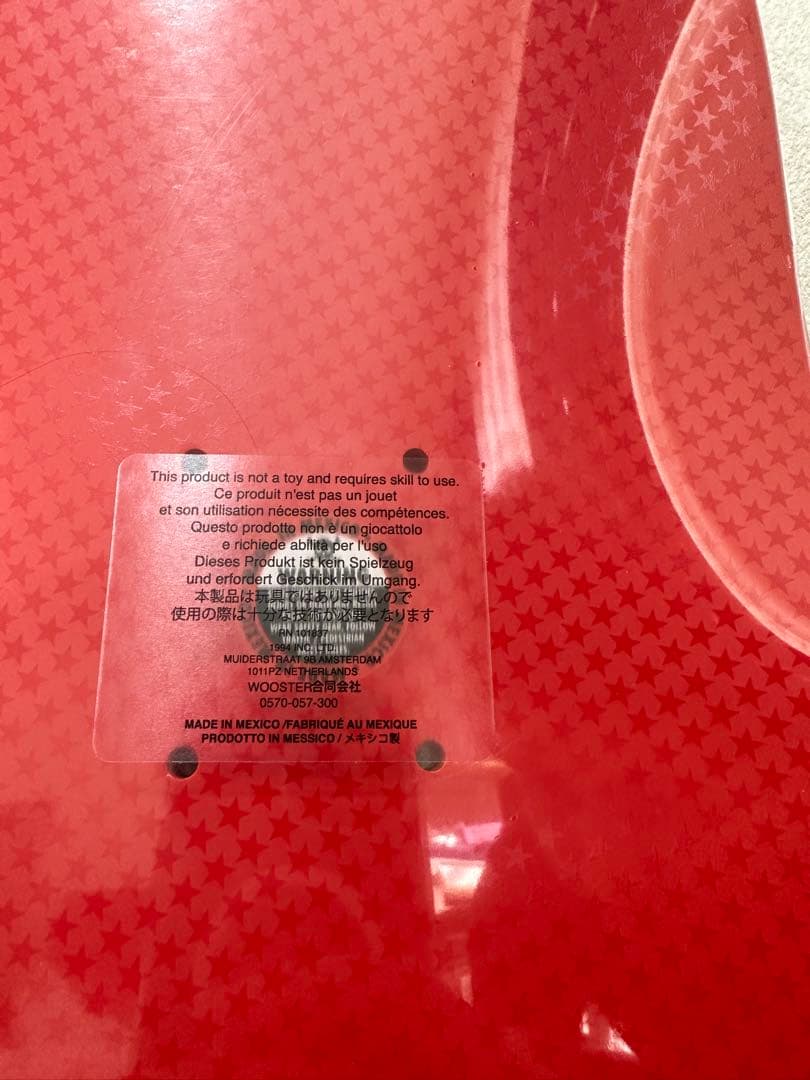 This product is not a toy and requires skill to use.
Ce produit n'est pas un jouet
et son utilisation nécessite des compétences.
Questo prodotto non è un giocattolo
e richiede abilità per l'uso
Dieses Produkt ist kein Spielzeug
und erfordert Geschick im Umgang.
本製品は玩具ではありませんので
使用の際は十分な技術が必要となります
RN 101837
1994 INC. LTD.
MUIDERSTRAAT 9B AMSTERDAM
1011PZ NETHERLANDS
WOOSTER合同会社
0570-057-300
MADE IN MEXICO /FABRIQUÉ AU MEXIQUE
PRODOTTO IN MESSICO / メキシコ製
WARNING